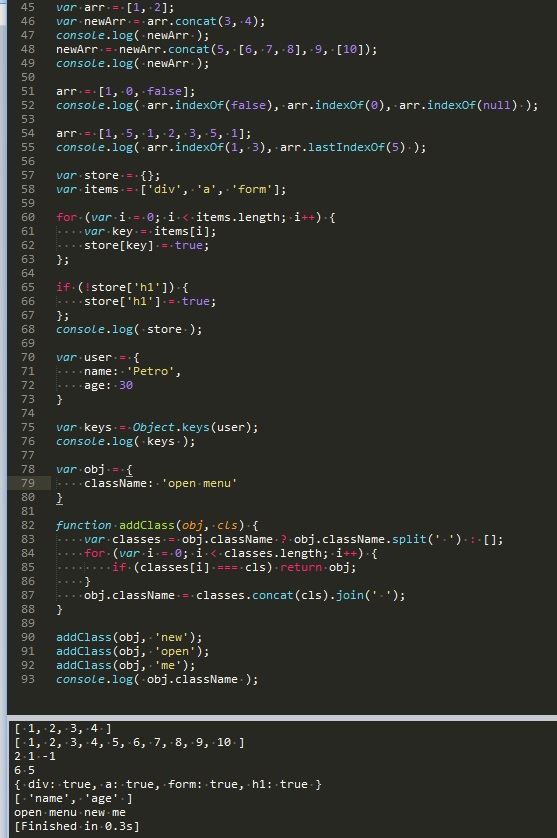 45 var arr = [1, 2];
46 var newArr = arr.concat(3, 4);
47 console.log( newArr );
48 newArr = newArr.concat(5, [6, 7, 8], 9, [10]);
49 console.log( newArr );
50
51 arr = [1, 0, false];
52 console.log( arr.indexOf(false), arr.indexOf(0), arr.indexOf(null) );
53
54 arr = [1, 5, 1, 2, 3, 5, 1];
55 console.log( arr.indexOf(1, 3), arr.lastIndexOf(5) );
56
57 var store = {};
58 var items = ['div', 'a', 'form'];
59
60 for (var i = 0; i < items.length; i++) {
61     var key = items[i];
62     store[key] = true;
63 };
64
65 if (!store['h1']) {
66     store['h1'] = true;
67 };
68 console.log( store );
69
70 var user = {
71     name: 'Petro',
72     age: 30
73 }
74
75 var keys = Object.keys(user);
76 console.log( keys );
77
78 var obj = {
79     className: 'open menu'
80 }
81
82 function addClass(obj, cls) {
83     var classes = obj.className ? obj.className.split(' ') : [];
84     for (var i = 0; i < classes.length; i++) {
85         if (classes[i] === cls) return obj;
86     }
87     obj.className = classes.concat(cls).join(' ');
88 }
89
90 addClass(obj, 'new');
91 addClass(obj, 'open');
92 addClass(obj, 'me');
93 console.log( obj.className );
[ 1, 2, 3, 4 ]
[ 1, 2, 3, 4, 5, 6, 7, 8, 9, 10 ]
2 1 -1
6 5
{ div: true, a: true, form: true, h1: true }
[ 'name', 'age' ]
open menu new me
[Finished in 0.3s]